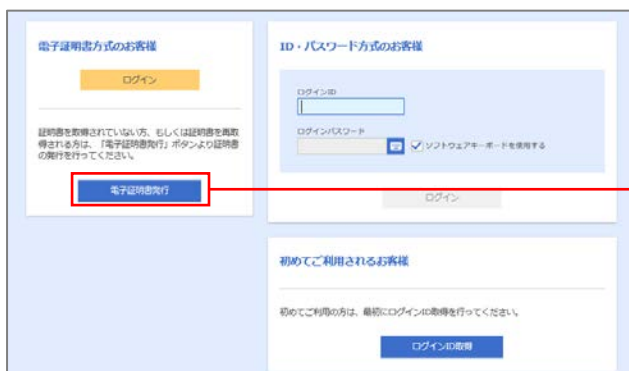 電子証明書方式のお客様
ログイン
証明書を取得されていない方、もしくは証明書を再取
得される方は、「電子証明書発行」ボタンより証明書
の発行を行ってください。
電子証明書発行
ID・パスワード方式のお客様
ログインID
ログインパスワード
ソフトウェアキーボードを使用する
ログイン
初めてご利用されるお客様
初めてご利用の方は、最初にログインID取得を行ってください。
ログインID取得